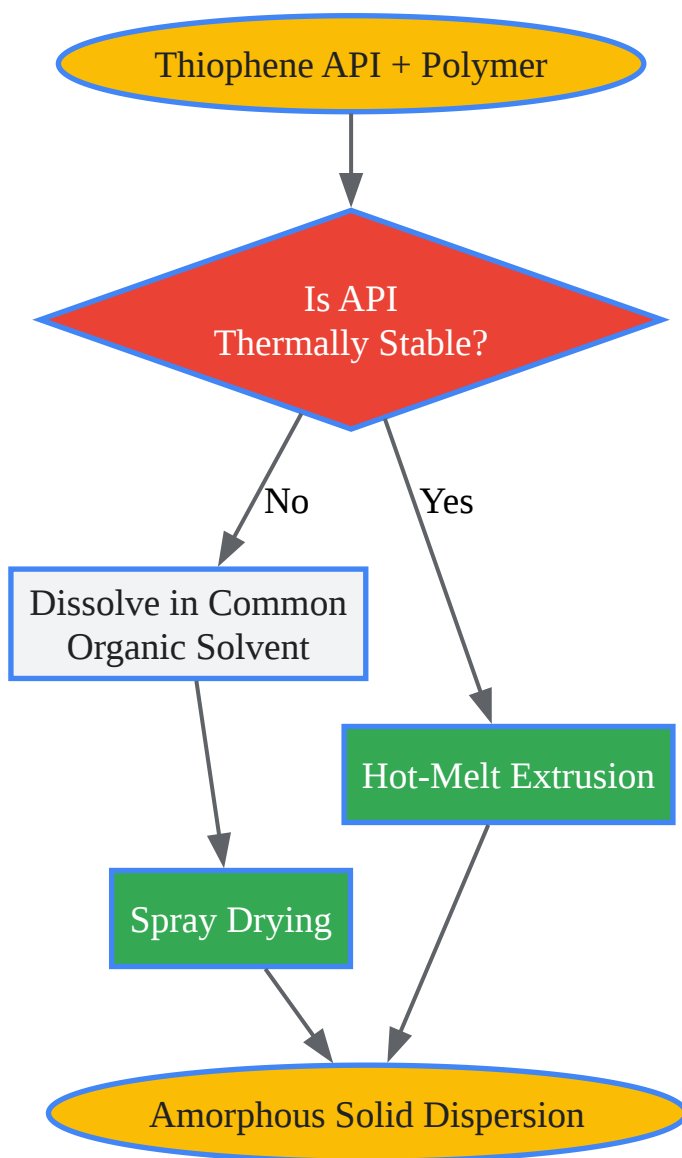 Thiophene API + Polymer
Is API
Thermally Stable?
No
Yes
Dissolve in Common
Organic Solvent
Hot-Melt Extrusion
Spray Drying
Amorphous Solid Dispersion